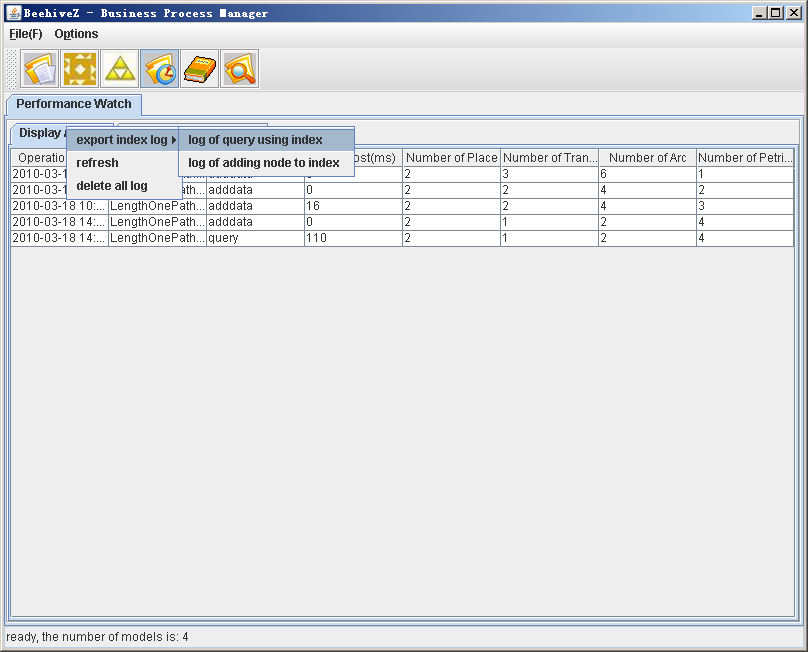 BeehiveZ - Business Process Manager
File(F) Options
Performance Watch
Display
export index log
log of query using index
refresh
log of adding node to index
delete all log
Operatio ost(ms) Number of Place Number of Tran... Number of Arc Number of Petri...
2010-03-1 2 3 6 1
2010-03-1 adddata 0 2 2 4 2
2010-03-18 10:... LengthOnePath... adddata 16 2 2 4 3
2010-03-18 14:... LengthOnePath... adddata 0 2 1 2 4
2010-03-18 14:... LengthOnePath... query 110 2 1 2 4
ready, the number of models is: 4